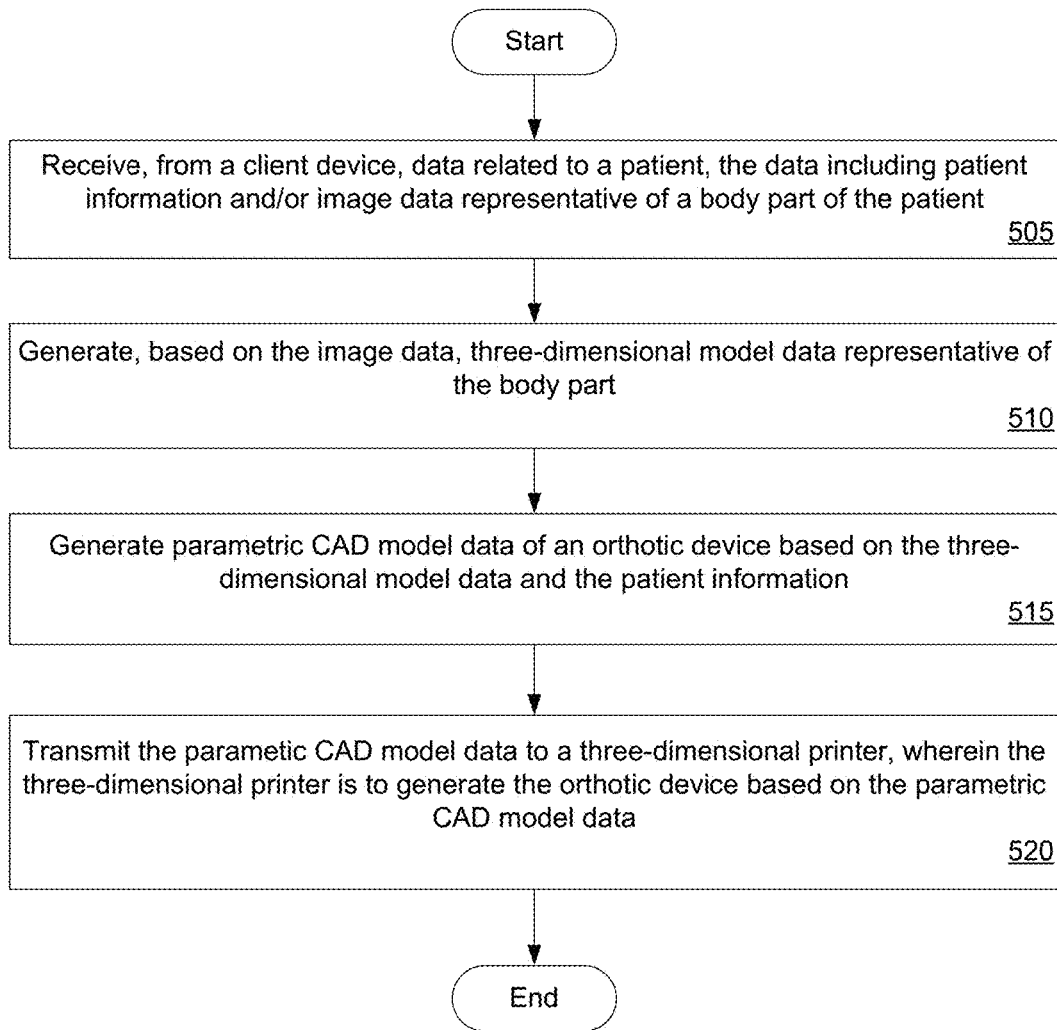 Start
Receive, from a client device, data related to a patient, the data including patient
information and/or image data representative of a body part of the patient
505
Generate, based on the image data, three-dimensional model data representative of
the body part
510
Generate parametric CAD model data of an orthotic device based on the three-
dimensional model data and the patient information
515
Transmit the parametic CAD model data to a three-dimensional printer, wherein the
three-dimensional printer is to generate the orthotic device based on the parametric
CAD model data
520
End